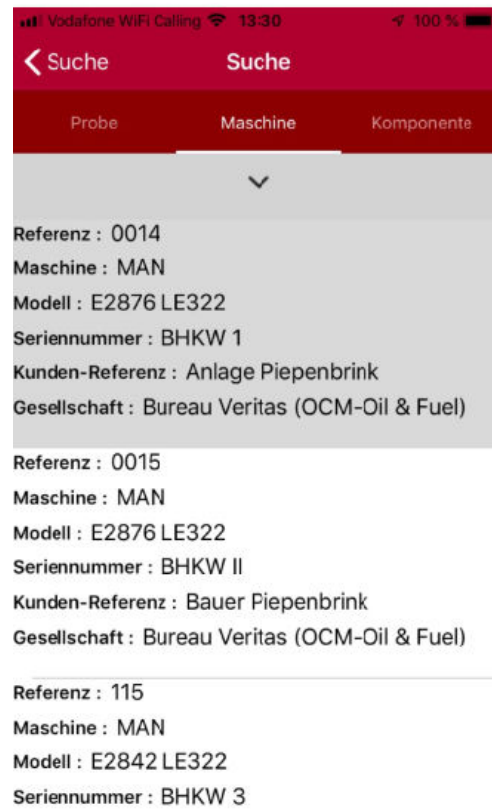 Vodafone WiFi Calling 13:30 100 %
Suche Suche
Probe Maschine Komponente
Referenz : 0014
Maschine : MAN
Modell : E2876 LE322
Seriennummer : BHKW 1
Kunden-Referenz : Anlage Piepenbrink
Gesellschaft : Bureau Veritas (OCM-Oil & Fuel)
Referenz : 0015
Maschine : MAN
Modell : E2876 LE322
Seriennummer : BHKW II
Kunden-Referenz : Bauer Piepenbrink
Gesellschaft : Bureau Veritas (OCM-Oil & Fuel)
Referenz : 115
Maschine : MAN
Modell : E2842 LE322
Seriennummer : BHKW 3